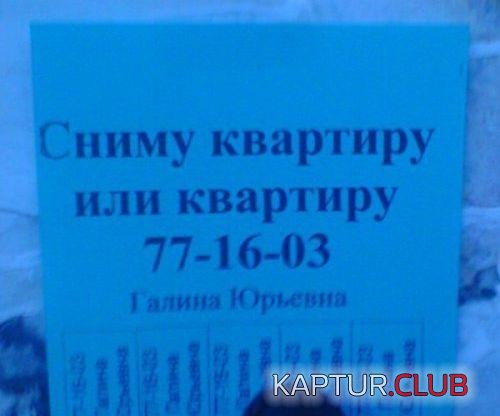 Сниму квартиру
или квартиру
77-16-03
Галина Юрьевна
KAPTUR.CLUB